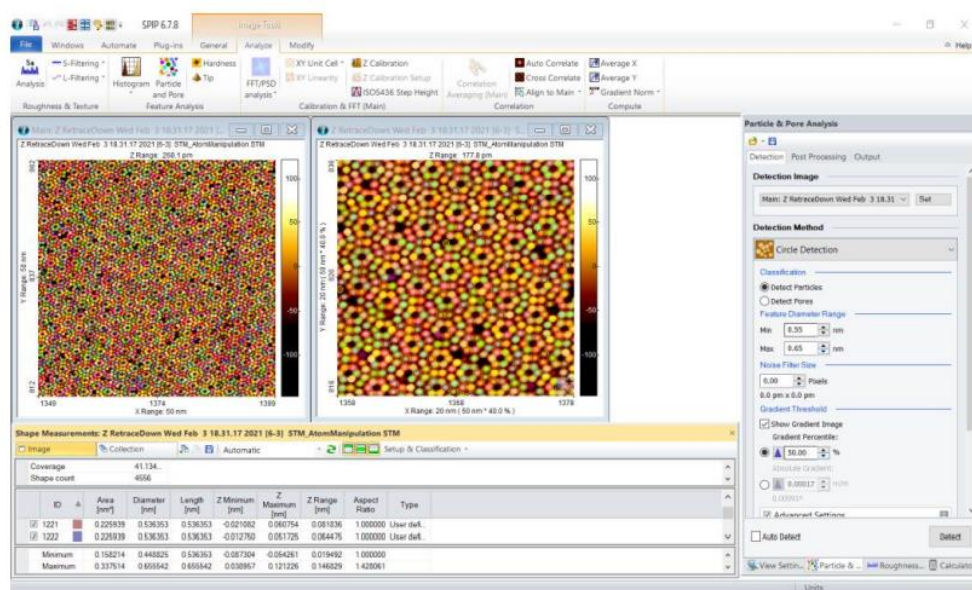 SPIP 6.7.8
Image Tools
File Windows Automate Plug-ins General Analyze Modify
Help
Analysis
S-Filtering
L-Filtering
Roughness & Texture
Histogram
Particle and Pore
Hardness
Tip
Feature Analysis
FFT/PSD analysis
XY Unit Cell
XY Linearity
Z Calibration
Z Calibration Setup
ISO5436 Step Height
Calibration & FFT (Main)
Correlation Averaging (Main)
Auto Correlate
Cross Correlate
Align to Main
Correlation
Average X
Average Y
Gradient Norm
Compute
Main: Z RetraceDown Wed Feb 3 18.31.17 2021
Z RetraceDown Wed Feb 3 18.31.17 2021 [6-3] STM_AtomManipulation STM
Z Range: 268.1 pm
100
50
0
-50
-100
Y Range: 50 nm
812 837 862
1349 1374 1399
X Range: 50 nm
Z RetraceDown Wed Feb 3 18.31.17 2021 [6-3]
Z RetraceDown Wed Feb 3 18.31.17 2021 [6-3] STM_AtomManipulation STM
Z Range: 177.8 pm
100
50
0
-50
-100
Y Range: 20 nm ( 50 nm * 40.0 % )
1358 1368 1378
X Range: 20 nm ( 50 nm * 40.0 % )
Shape Measurements: Z RetraceDown Wed Feb 3 18.31.17 2021 [6-3] STM_AtomManipulation STM
Image Collection Automatic Setup & Classification
Coverage 41.134...
Shape count 4556
ID Area [nm²] Diameter [nm] Length [nm] Z Minimum [nm] Z Maximum [nm] Z Range [nm] Aspect Ratio Type
1221 0.225939 0.536353 0.536353 -0.021082 0.060754 0.081836 1.000000 User defi...
1222 0.225939 0.536353 0.536353 -0.012760 0.051725 0.064475 1.000000 User defi...
Minimum 0.158214 0.448825 0.536353 -0.087304 -0.054261 0.019492 1.000000
Maximum 0.337514 0.655542 0.655542 0.038957 0.121226 0.146829 1.428061
Particle & Pore Analysis
Detection Post Processing Output
Detection Image
Main: Z RetraceDown Wed Feb 3 18.31 Set
Detection Method
Circle Detection
Classification
Detect Particles
Detect Pores
Feature Diameter Range
Min 0.35 nm
Max 0.65 nm
Noise Filter Size
0.00 Pixels
0.0 pm x 0.0 pm
Gradient Threshold
Show Gradient Image
Gradient Percentile:
50.00 %
Absolute Gradient:
0.00017
Advanced Settings
Auto Detect Detect
View Settin... Particle & ... Roughness... Calculator
Units